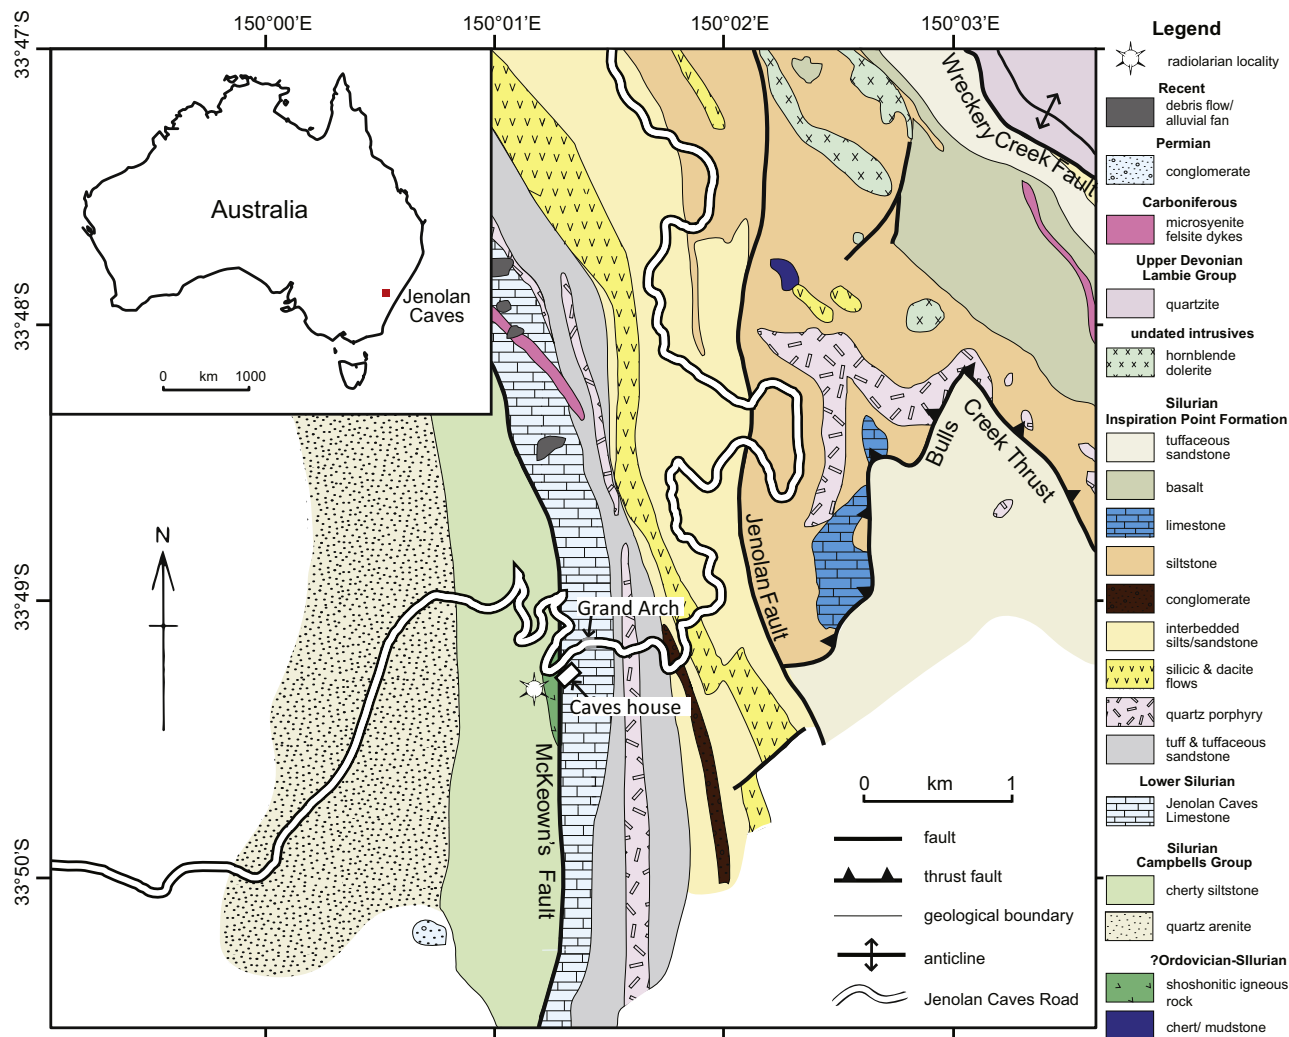 150°00'E
150°01'E
150°02'E
150°03'E
33°47'S
33°48'S
33°49'S
33°50'S
Australia
Jenolan
Caves
0 km 1000
N
Wreckery Creek Fault
Bulls
Creek Thrust
Jenolan Fault
Grand Arch
Caves house
McKeown's Fault
0 km 1
fault
thrust fault
geological boundary
anticline
Jenolan Caves Road
Legend
radiolarian locality
Recent
debris flow/
alluvial fan
Permian
conglomerate
Carboniferous
microsyenite
felsite dykes
Upper Devonian
Lambie Group
quartzite
undated intrusives
hornblende
dolerite
Silurian
Inspiration Point Formation
tuffaceous
sandstone
basalt
limestone
siltstone
conglomerate
interbedded
silts/sandstone
silicic & dacite
flows
quartz porphyry
tuff & tuffaceous
sandstone
Lower Silurian
Jenolan Caves
Limestone
Silurian
Campbells Group
cherty siltstone
quartz arenite
?Ordovician-SIlurian
shoshonitic igneous
rock
chert/ mudstone